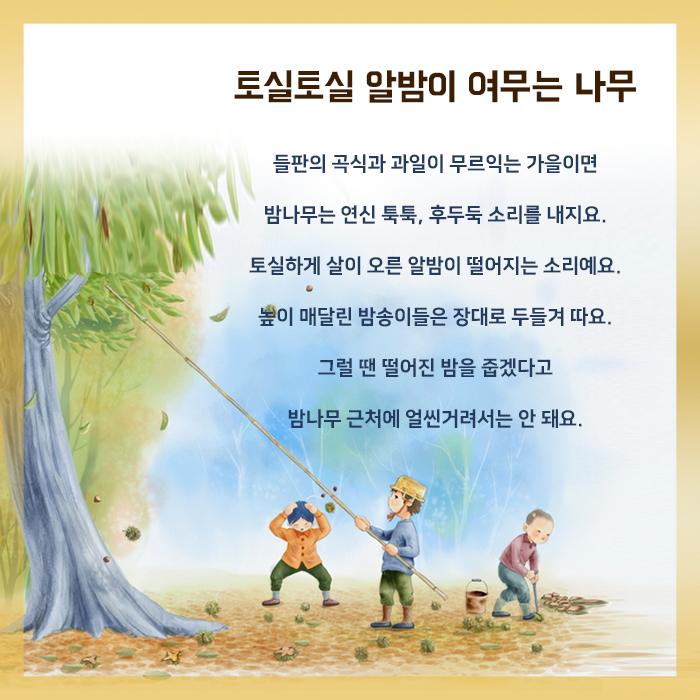 토실토실 알밤이 여무는 나무
들판의 곡식과 과일이 무르익는 가을이면
밤나무는 연신 툭툭, 후두둑 소리를 내지요.
토실하게 살이 오른 알밤이 떨어지는 소리예요.
높이 매달린 밤송이들은 장대로 두들겨 따요.
그럴 땐 떨어진 밤을 줍겠다고
밤나무 근처에 얼씬거려서는 안 돼요.